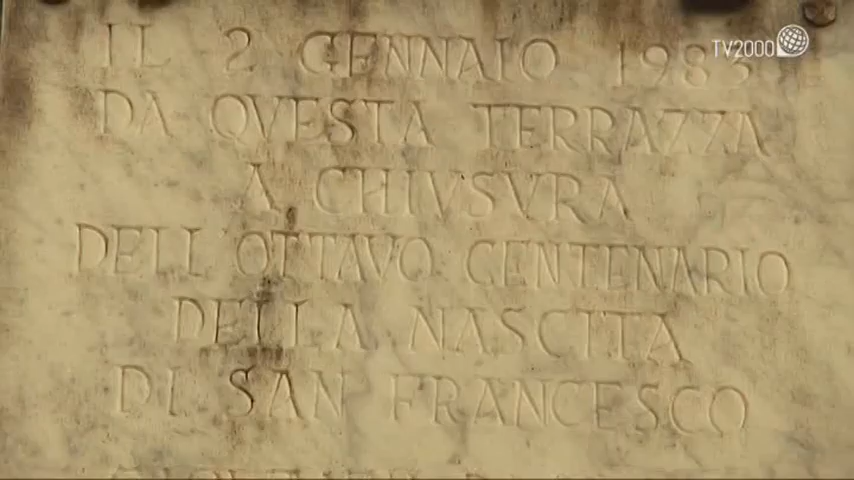 TV2000
IL 2 GENNAIO 1983
DA QVESTA TERRAZZA
A CHIVSVRA
DELL OTTAVO CENTENARIO
DELLA NASCITA
DI SAN FRANCESCO